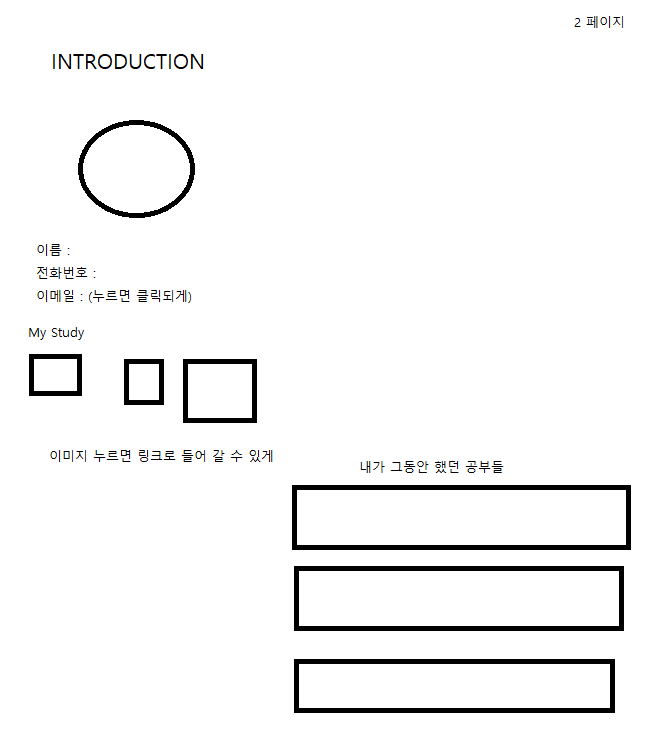 2 페이지
INTRODUCTION
이름 :
전화번호 :
이메일 : (누르면 클릭되게)
My Study
이미지 누르면 링크로 들어 갈 수 있게
내가 그동안 했던 공부들